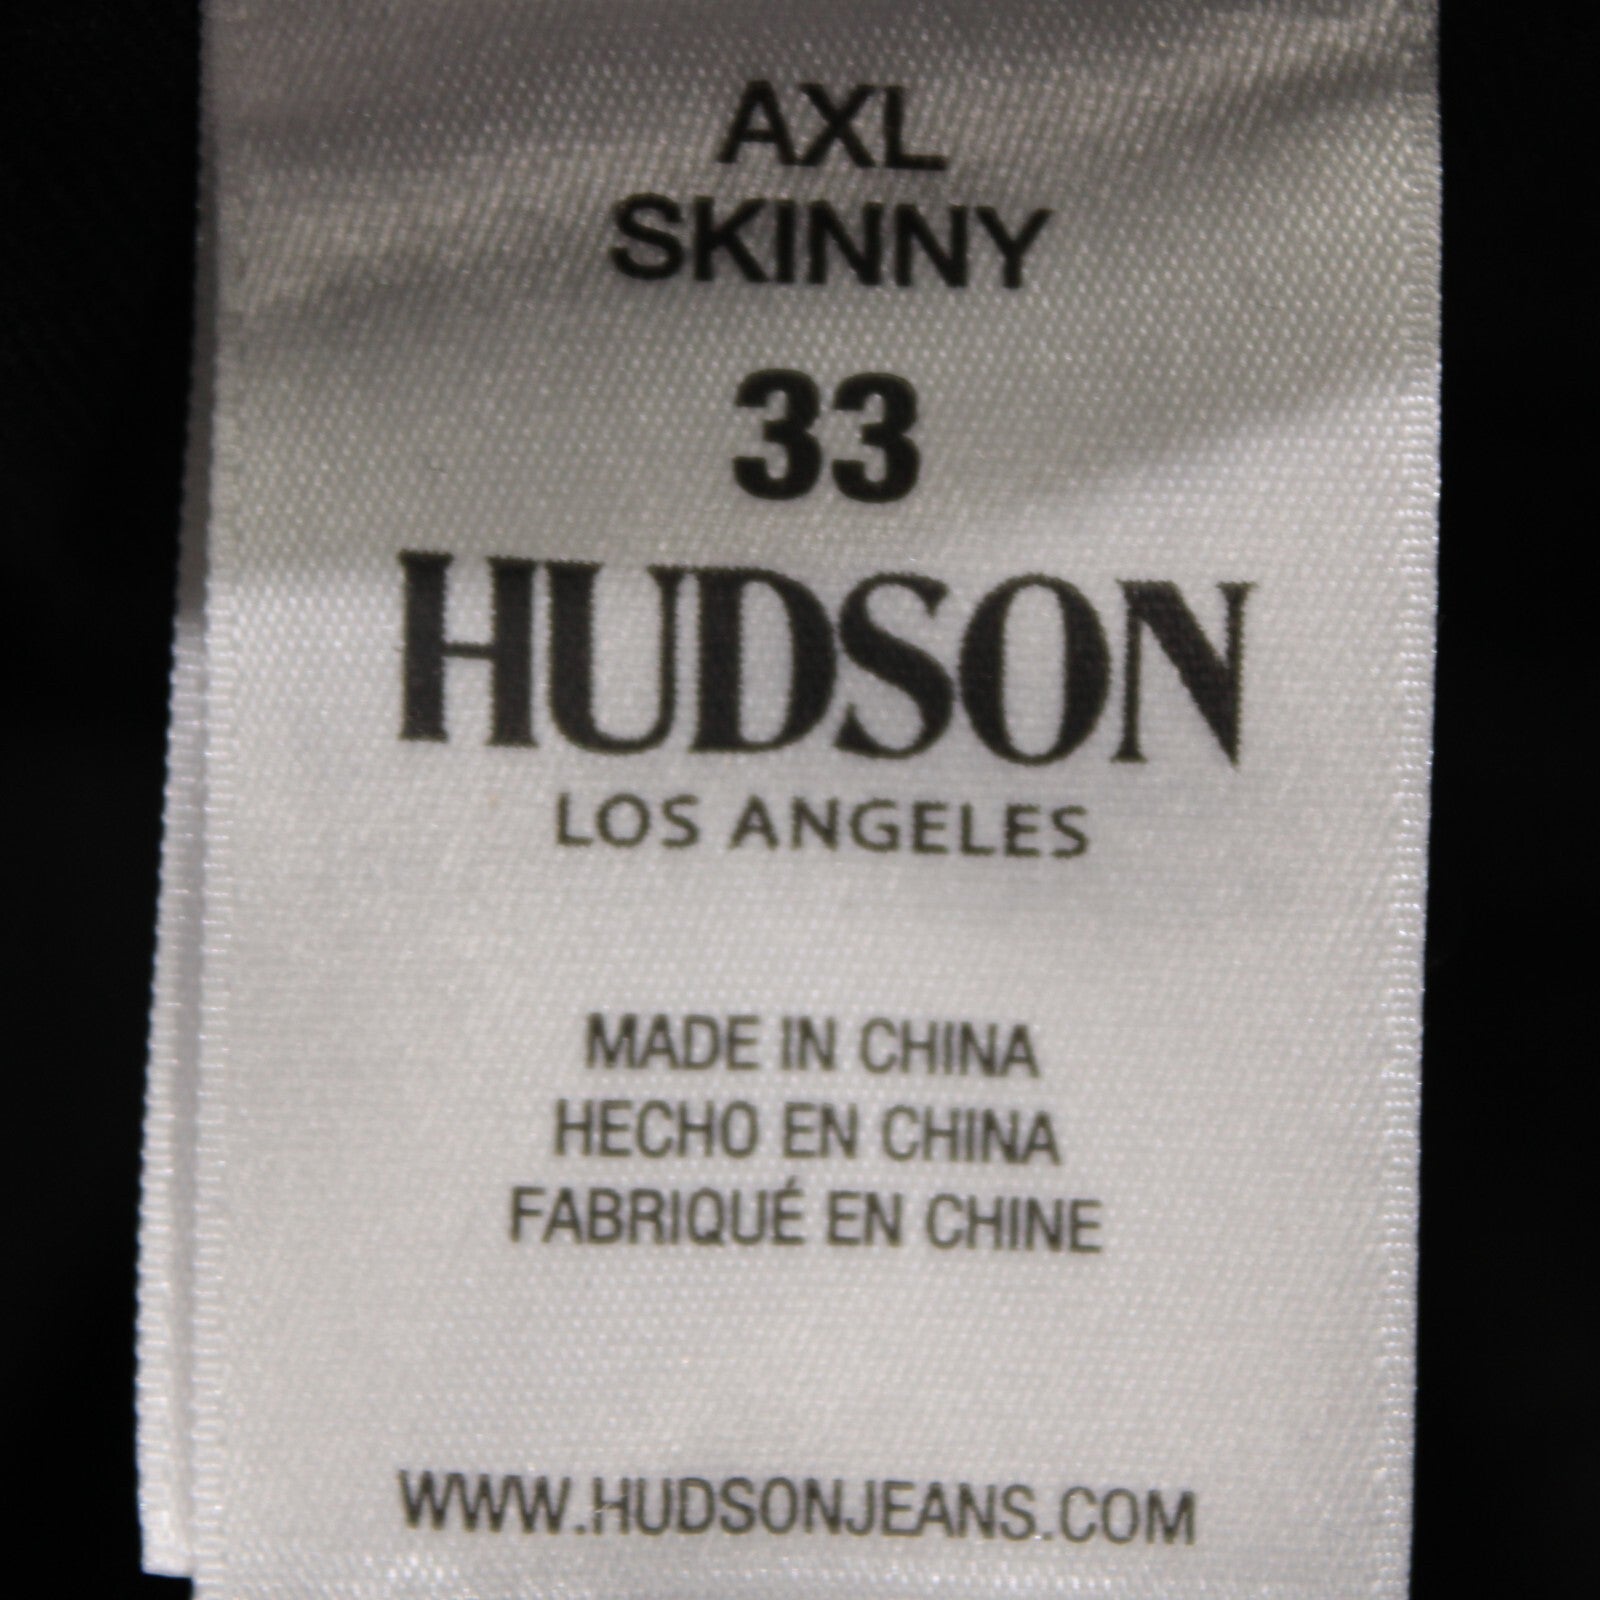 AXL
SKINNY
33
HUDSON
LOS ANGELES
MADE IN CHINA
HECHO EN CHINA
FABRIQUÉ EN CHINE
WWW.HUDSONJEANS.COM